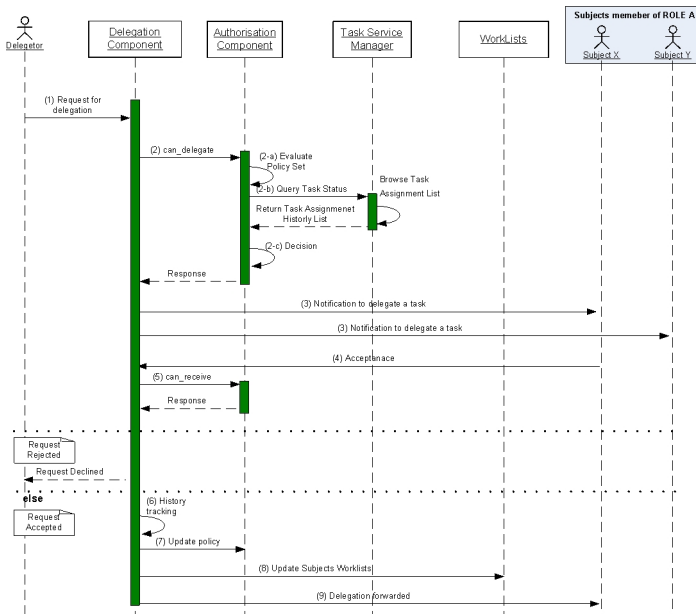 Subjects memeber of ROLE A
Delegetor
Delegation
Component
Authorisation
Component
Task Service
Manager
WorkLists
Subject X
Subject Y
(1) Request for
delegation
(2) can_delegate
(2-a) Evaluate
Policy Set
(2-b) Query Task Status
Browse Task
Assignment List
Return Task Assignmenet
Historly List
(2-c) Decision
Response
(3) Notification to delegate a task
(3) Notification to delegate a task
(4) Acceptanace
(5) can_receive
Response
Request
Rejected
Request Declined
else
Request
Accepted
(6) History
tracking
(7) Update policy
(8) Update Subjects Worklists
(9) Delegation forwarded